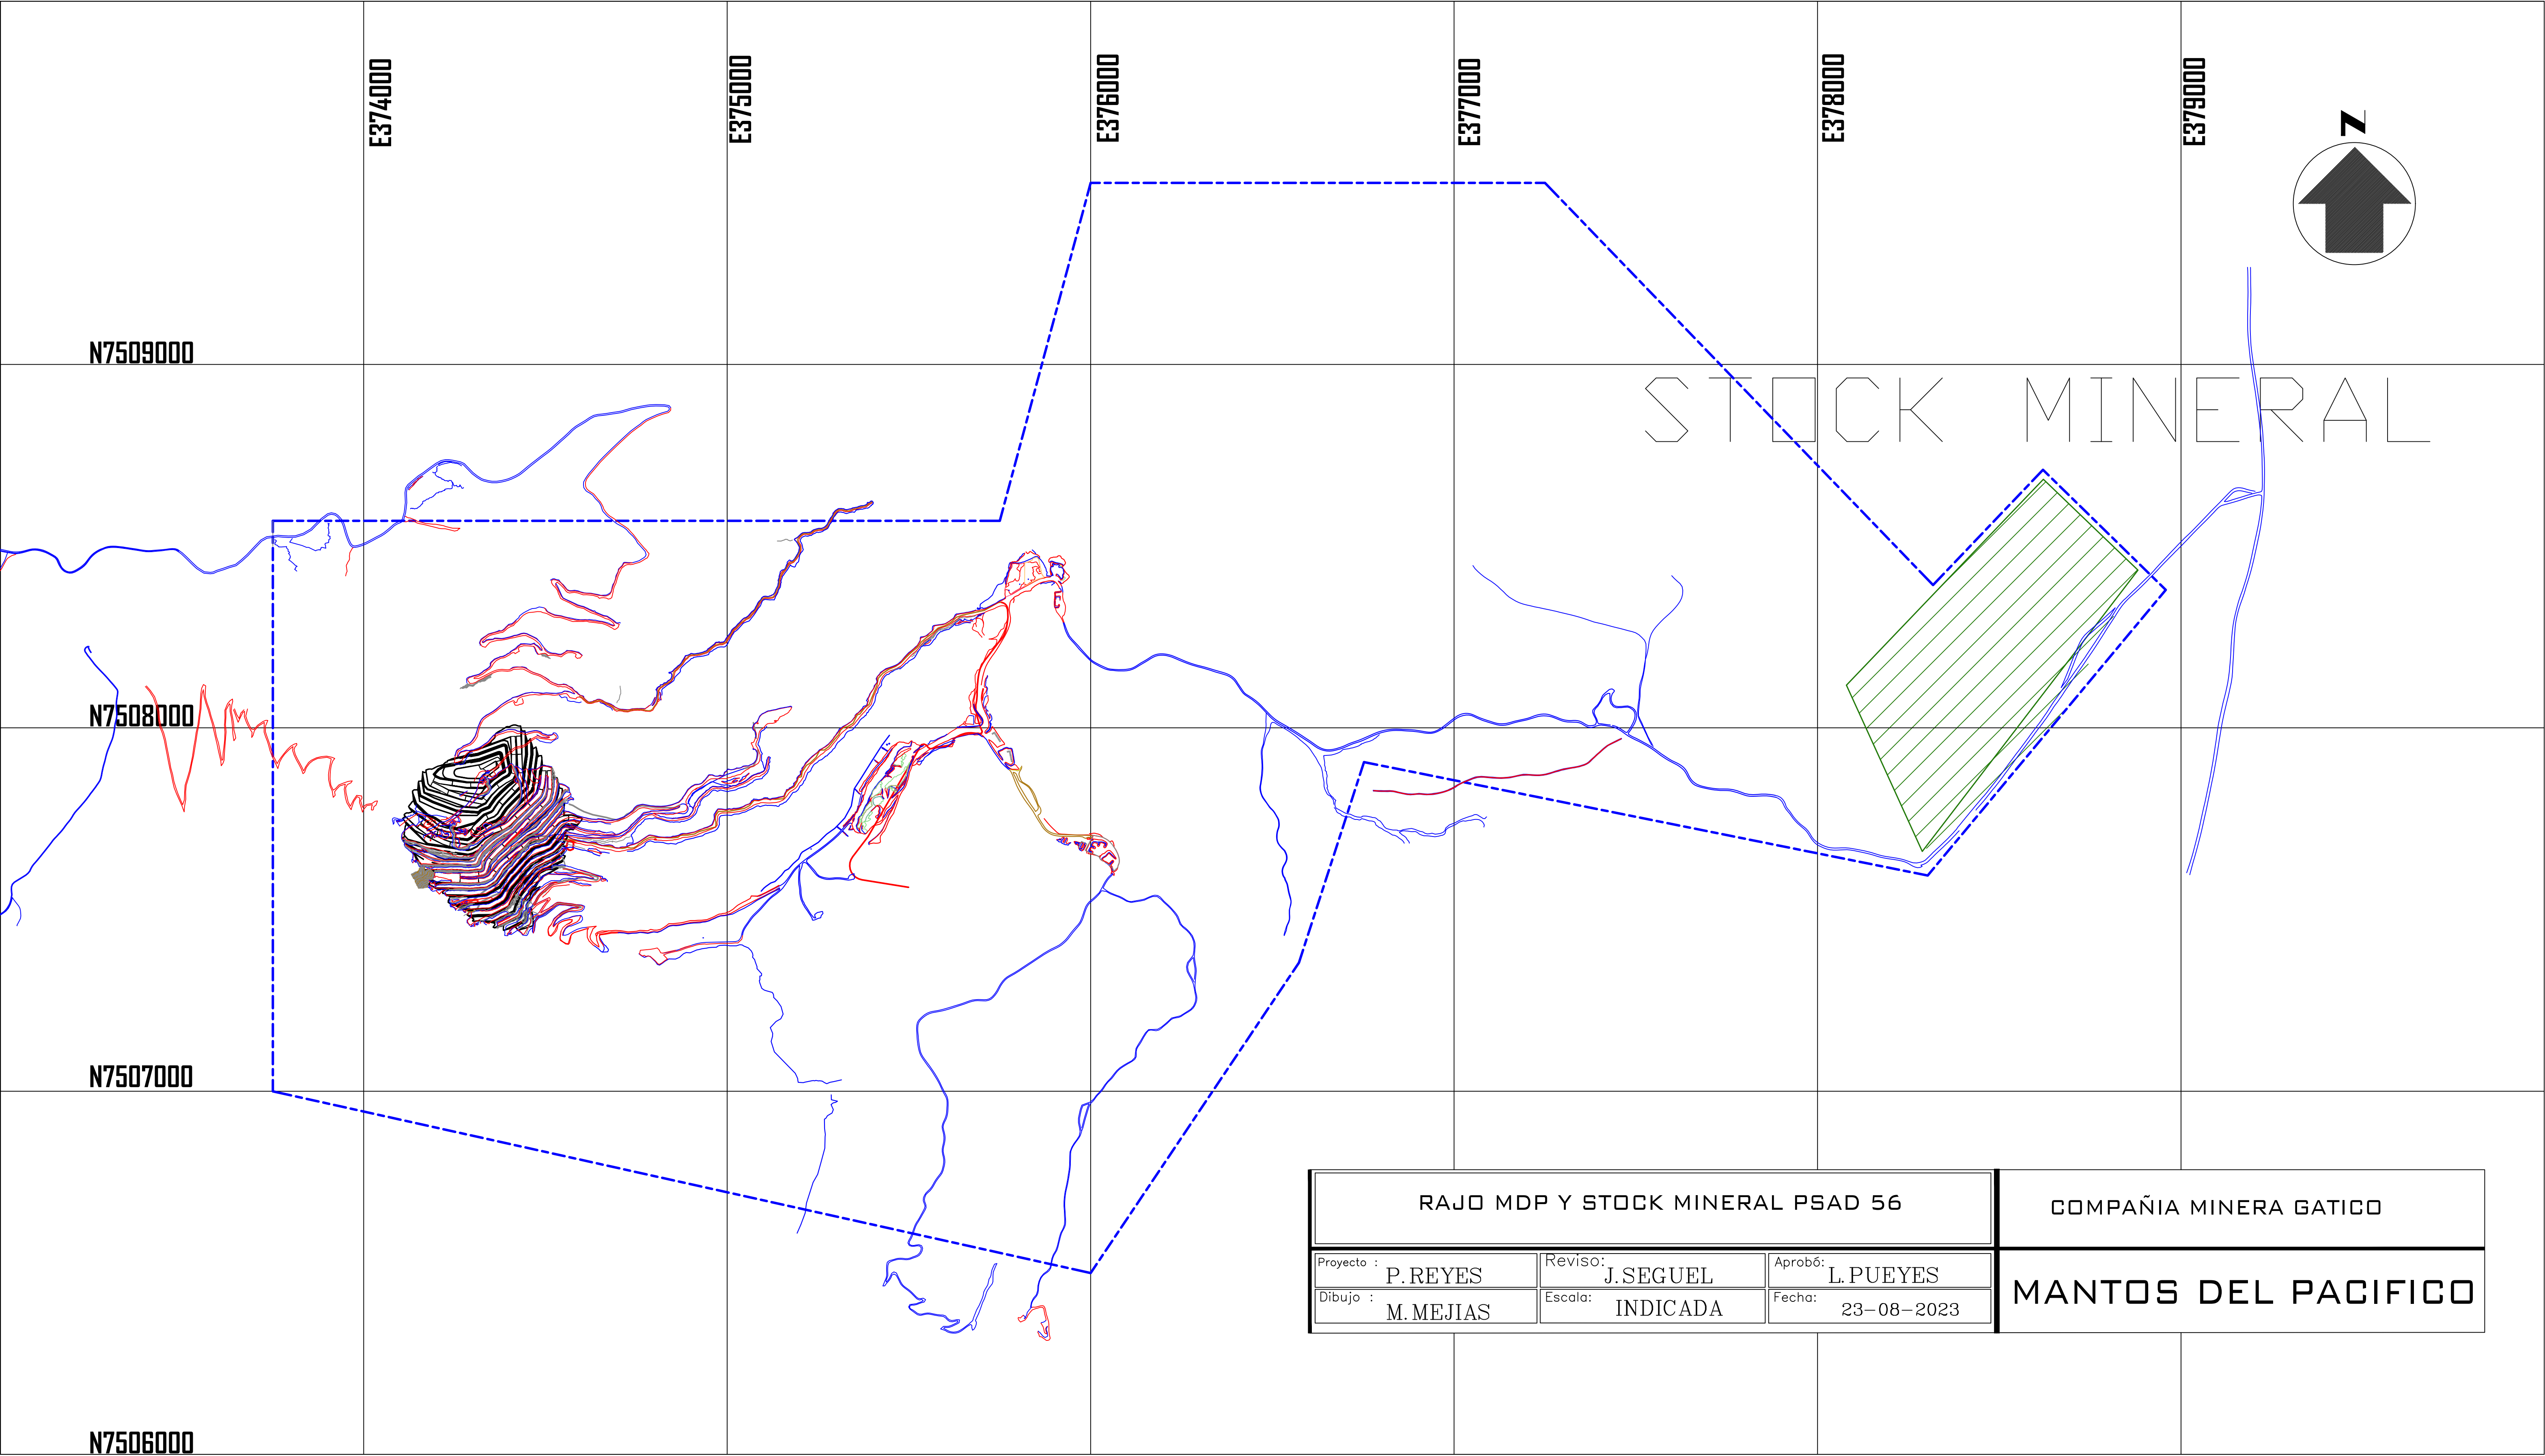 E374000
E375000
E376000
E377000
E378000
E379000
N
N7509000
STOCK MINERAL
N7508000
N7507000
RAJO MDP Y STOCK MINERAL PSAD 56
COMPAÑIA MINERA GATICO
Proyecto : P.REYES
Reviso: J.SEGUEL
Aprobó: L.PUEYES
MANTOS DEL PACIFICO
Dibujo : M.MEJIAS
Escala: INDICADA
Fecha: 23-08-2023
N7506000